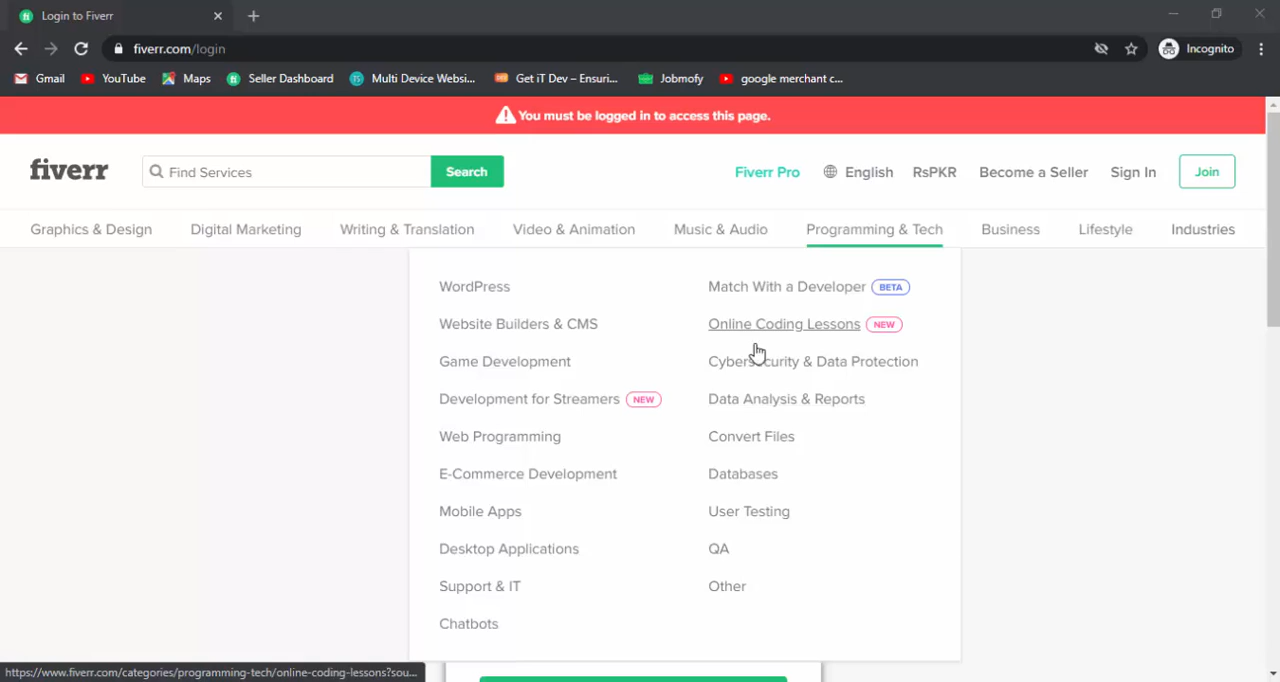 Login to Fiverr
fiverr.com/login
Incognito
Gmail YouTube Maps Seller Dashboard Multi Device Websi... Get iT Dev – Ensuri... Jobmofy google merchant c...
You must be logged in to access this page.
fiverr Find Services Search Fiverr Pro English RsPKR Become a Seller Sign In Join
Graphics & Design Digital Marketing Writing & Translation Video & Animation Music & Audio Programming & Tech Business Lifestyle Industries
WordPress Match With a Developer BETA
Website Builders & CMS Online Coding Lessons NEW
Game Development Cybersecurity & Data Protection
Development for Streamers NEW Data Analysis & Reports
Web Programming Convert Files
E-Commerce Development Databases
Mobile Apps User Testing
Desktop Applications QA
Support & IT Other
Chatbots
https://www.fiverr.com/categories/programming-tech/online-coding-lessons?sou...